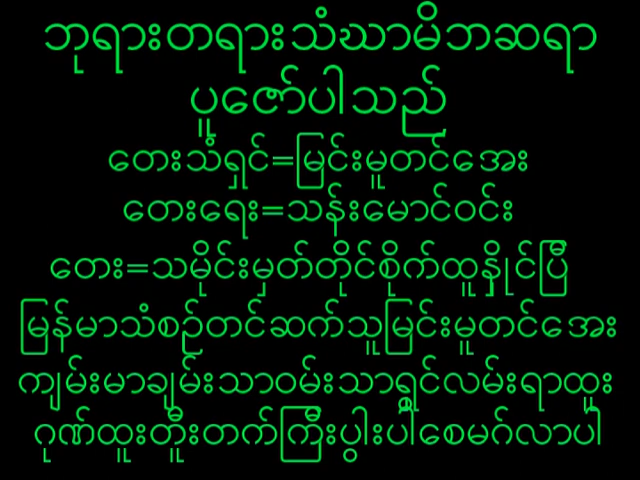 ဘုရားတရားသံဃာမိဘဆရာ
ပူဇော်ပါသည်
တေးသံရှင်=မြင်းမူတင်အေး
တေးရေး=သန်းမောင်ဝင်း
တေး=သမိုင်းမှတ်တိုင်စိုက်ထူနိုင်ပြီ
မြန်မာသံစဉ်တင်ဆက်သူမြင်းမူတင်အေး
ကျမ်းမာချမ်းသာဝမ်းသာရွှင်လမ်းရာထူး
ဂုဏ်ထူးတိုးတက်ကြီးပွါးပါစေမင်္ဂလာပါ